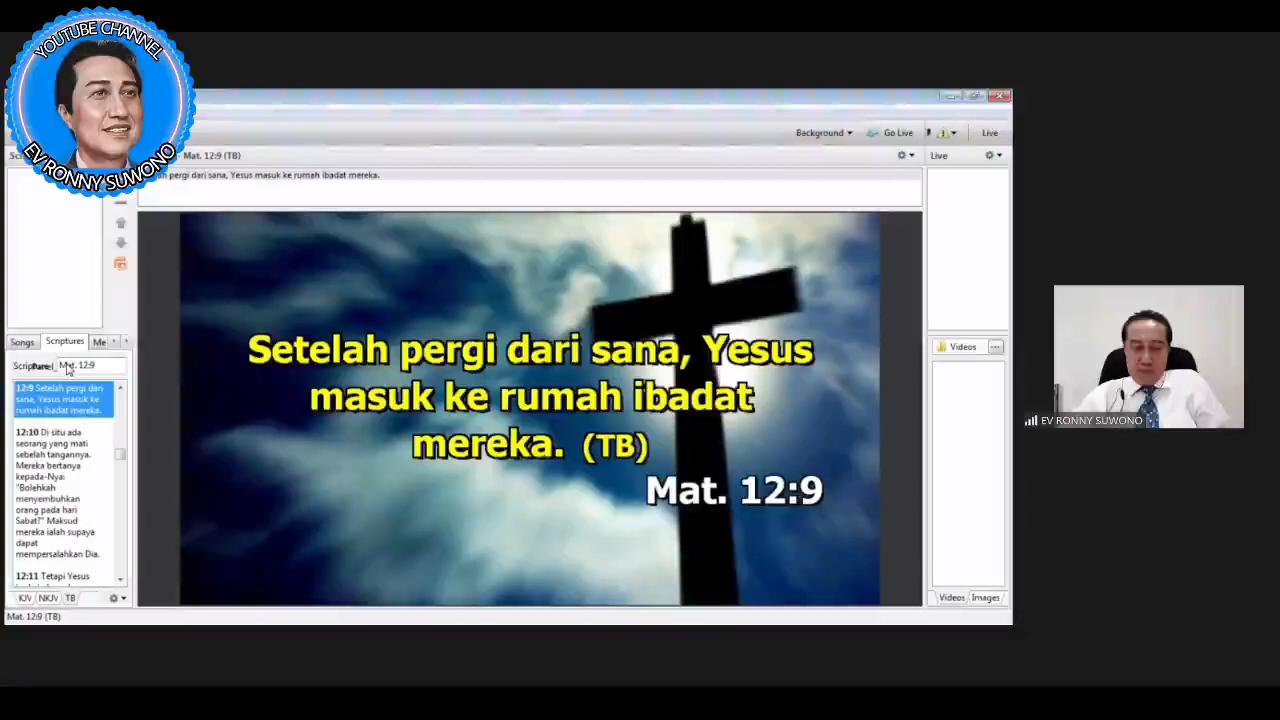 YOUTUBE CHANNEL
EV RONNY SUWONO
Background
Go Live
Live
Mat. 12:9 (TB)
Live
pergi dari sana, Yesus masuk ke rumah ibadat mereka.
Setelah pergi dari sana, Yesus
masuk ke rumah ibadat
mereka. (TB)
Mat. 12:9
Songs
Scriptures
Me
Mat. 12:9
12:9 Setelah pergi dari
sana, Yesus masuk ke
rumah ibadat mereka.
12:10 Di situ ada
seorang yang mati
sebelah tangannya.
Mereka bertanya
kepada-Nya:
"Bolehkah
menyembuhkan
orang pada hari
Sabat?" Maksud
mereka ialah supaya
dapat
mempersalahkan Dia.
12:11 Tetapi Yesus
KJV
NKJV
TB
Mat. 12:9 (TB)
Videos
Videos
Images
EV RONNY SUWONO